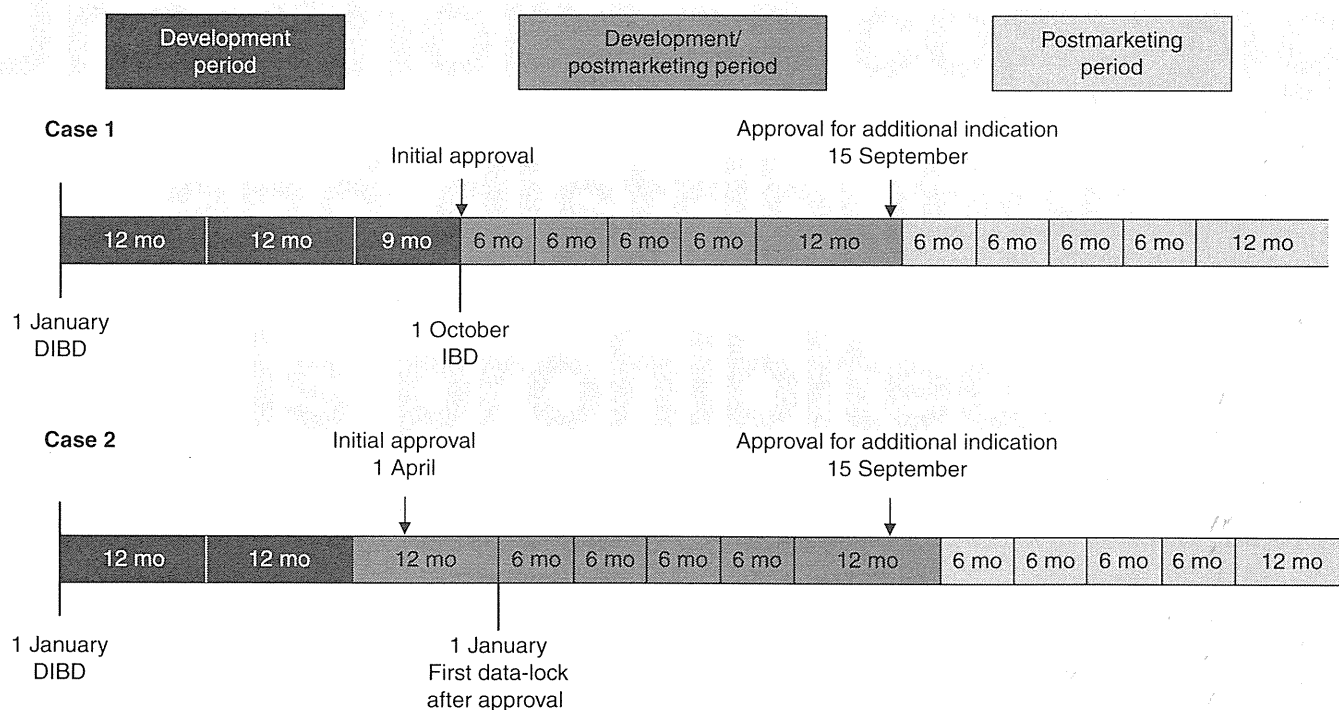 Development
period
Development/
postmarketing period
Postmarketing
period
Case 1
Initial approval
Approval for additional indication
15 September
12 mo
12 mo
9 mo
6 mo
6 mo
6 mo
6 mo
12 mo
6 mo
6 mo
6 mo
6 mo
12 mo
1 January
DIBD
1 October
IBD
is prohibited
Case 2
Initial approval
1 April
Approval for additional indication
15 September
12 mo
12 mo
12 mo
6 mo
6 mo
6 mo
6 mo
12 mo
6 mo
6 mo
6 mo
6 mo
12 mo
1 January
DIBD
1 January
First data-lock
after approval